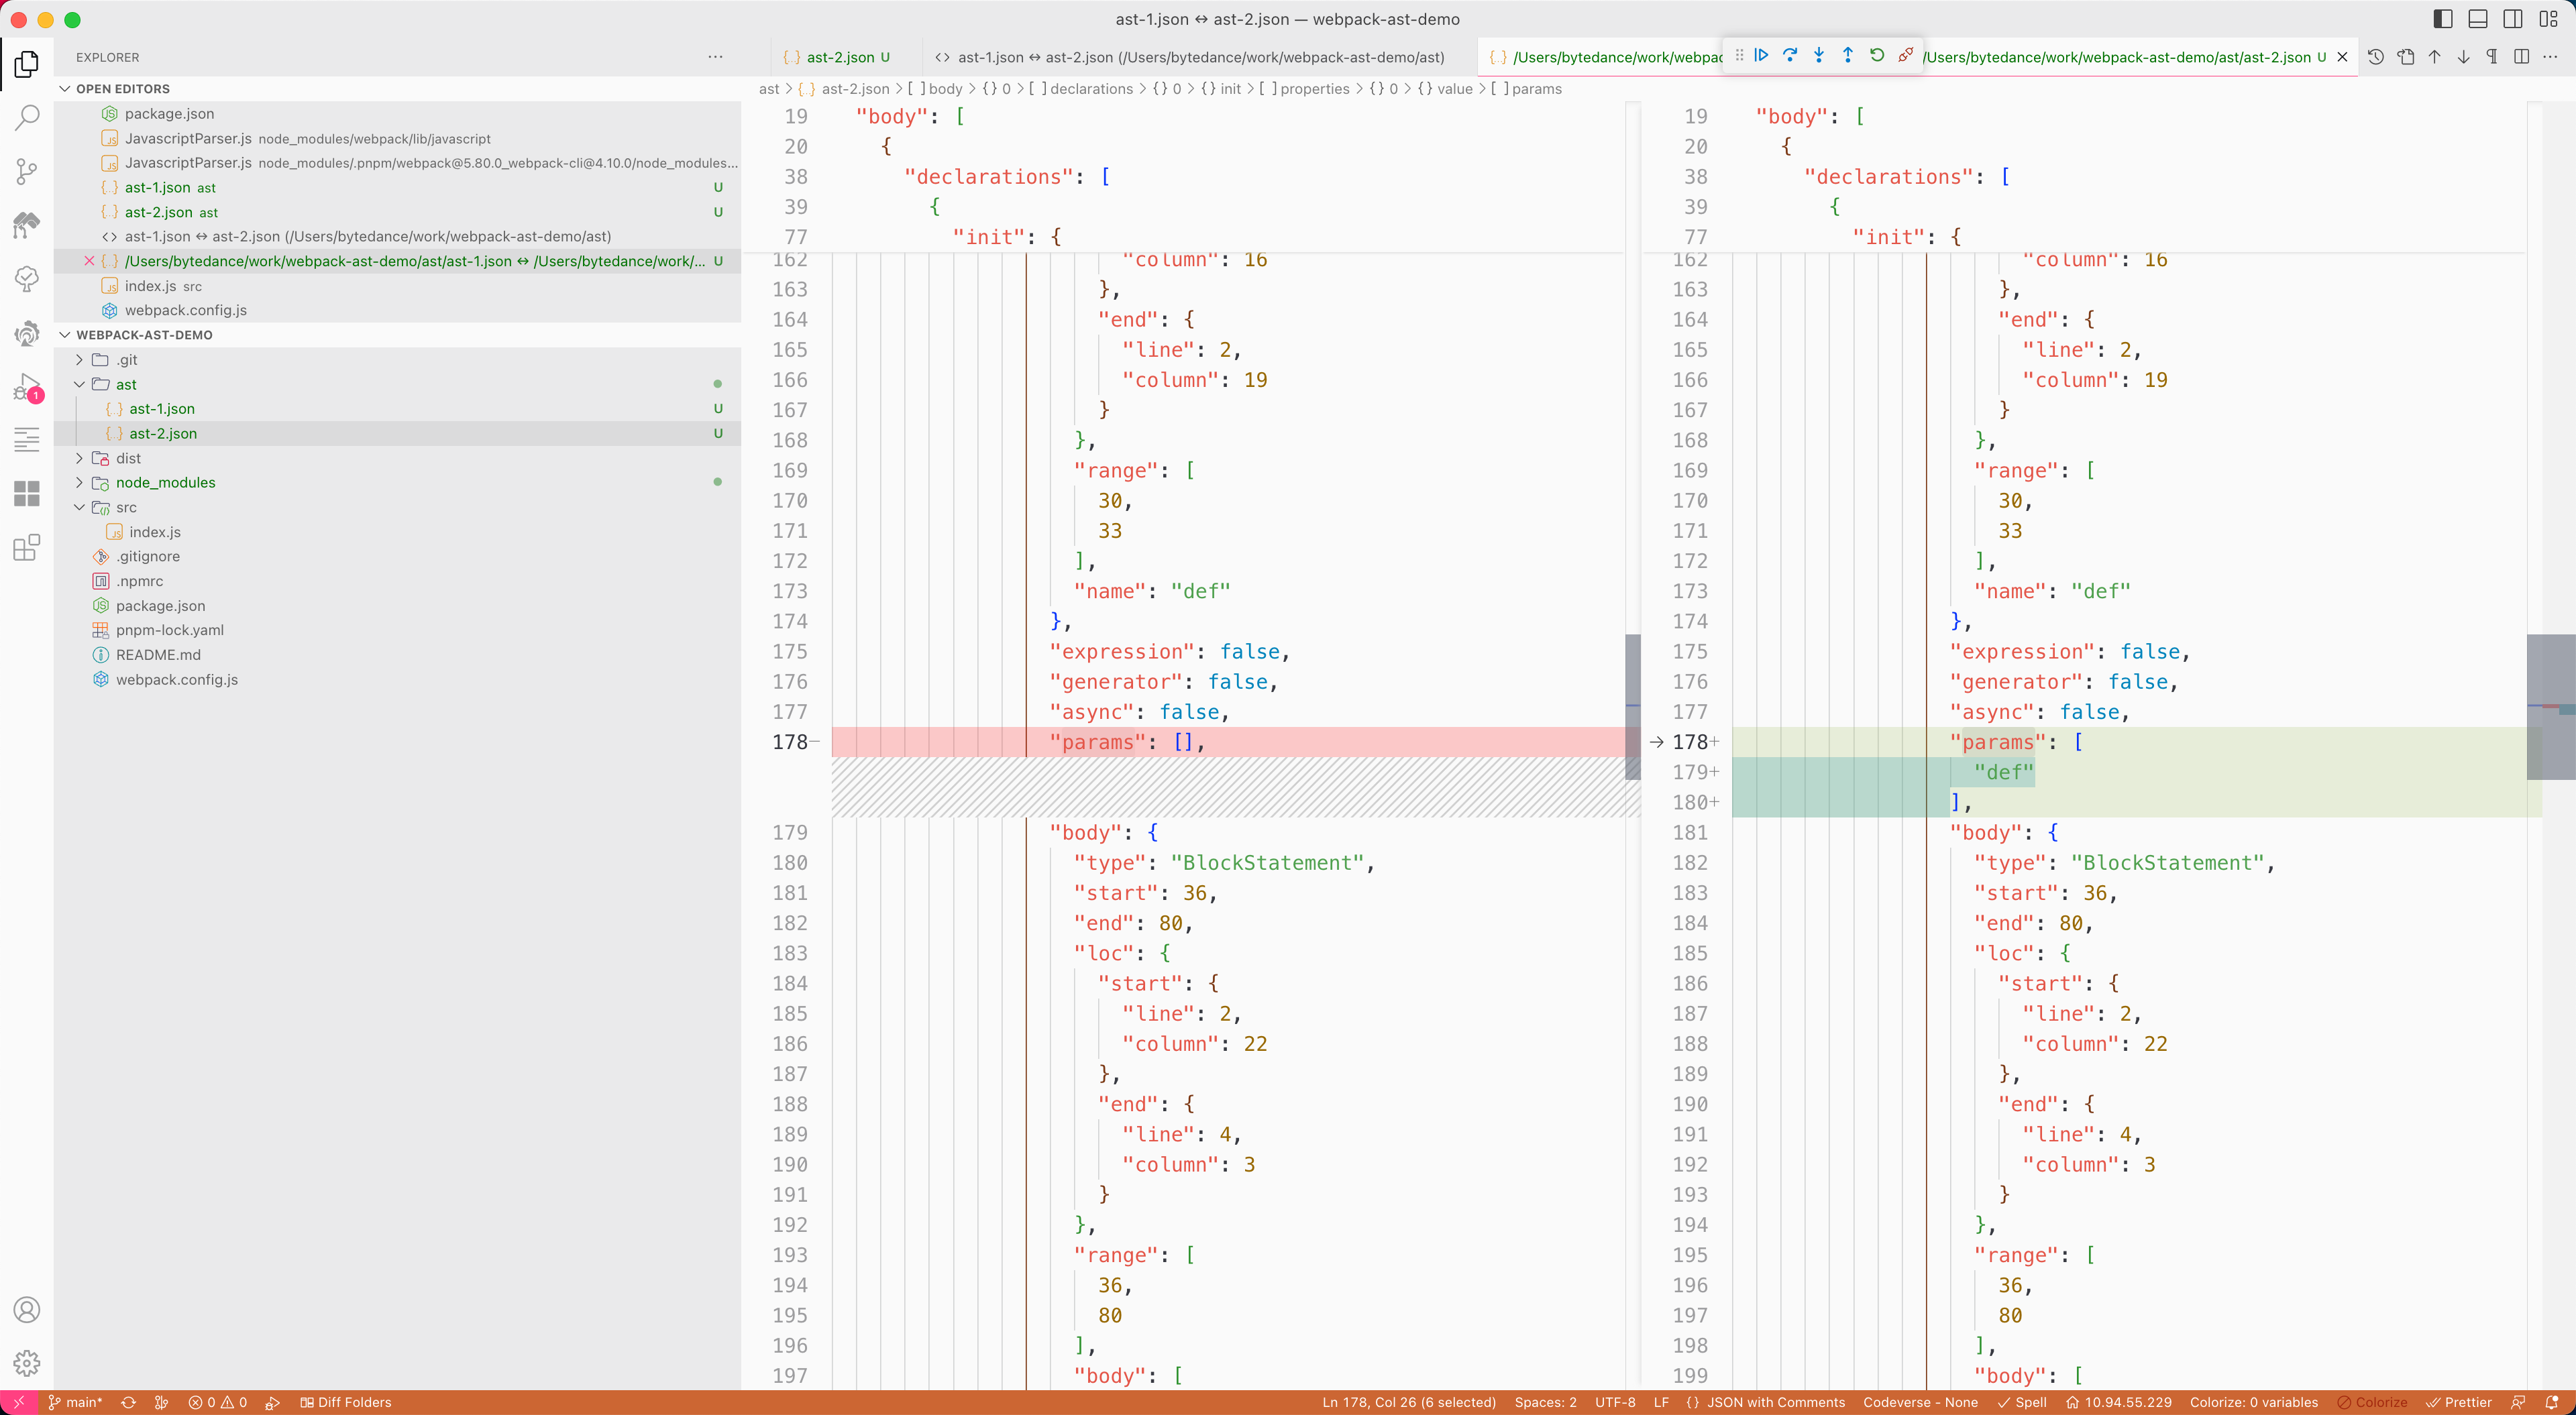 ast-1.json ↔ ast-2.json — webpack-ast-demo
EXPLORER
ast-2.json U
ast-1.json ↔ ast-2.json (/Users/bytedance/work/webpack-ast-demo/ast)
/Users/bytedance/work/webpac
/Users/bytedance/work/webpack-ast-demo/ast/ast-2.json U
OPEN EDITORS
package.json
JavascriptParser.js node_modules/webpack/lib/javascript
JavascriptParser.js node_modules/.pnpm/webpack@5.80.0_webpack-cli@4.10.0/node_modules...
ast-1.json ast U
ast-2.json ast U
ast-1.json ↔ ast-2.json (/Users/bytedance/work/webpack-ast-demo/ast)
/Users/bytedance/work/webpack-ast-demo/ast/ast-1.json ↔ /Users/bytedance/work/... U
index.js src
webpack.config.js
WEBPACK-AST-DEMO
.git
ast
ast-1.json U
ast-2.json U
dist
node_modules
src
index.js
.gitignore
.npmrc
package.json
pnpm-lock.yaml
README.md
webpack.config.js
1
ast > {} ast-2.json > [ ] body > {} 0 > [ ] declarations > {} 0 > {} init > [ ] properties > {} 0 > {} value > [ ] params
19 "body": [
20 {
38 "declarations": [
39 {
77 "init": {
162 "column": 16
163 },
164 "end": {
165 "line": 2,
166 "column": 19
167 }
168 },
169 "range": [
170 30,
171 33
172 ],
173 "name": "def"
174 },
175 "expression": false,
176 "generator": false,
177 "async": false,
178− "params": [],
179 "body": {
180 "type": "BlockStatement",
181 "start": 36,
182 "end": 80,
183 "loc": {
184 "start": {
185 "line": 2,
186 "column": 22
187 },
188 "end": {
189 "line": 4,
190 "column": 3
191 }
192 },
193 "range": [
194 36,
195 80
196 ],
197 "body": [
19 "body": [
20 {
38 "declarations": [
39 {
77 "init": {
162 "column": 16
163 },
164 "end": {
165 "line": 2,
166 "column": 19
167 }
168 },
169 "range": [
170 30,
171 33
172 ],
173 "name": "def"
174 },
175 "expression": false,
176 "generator": false,
177 "async": false,
→ 178+ "params": [
179+ "def"
180+ ],
181 "body": {
182 "type": "BlockStatement",
183 "start": 36,
184 "end": 80,
185 "loc": {
186 "start": {
187 "line": 2,
188 "column": 22
189 },
190 "end": {
191 "line": 4,
192 "column": 3
193 }
194 },
195 "range": [
196 36,
197 80
198 ],
199 "body": [
main* 0 0 Diff Folders Ln 178, Col 26 (6 selected) Spaces: 2 UTF-8 LF {} JSON with Comments Codeverse - None Spell 10.94.55.229 Colorize: 0 variables Colorize Prettier